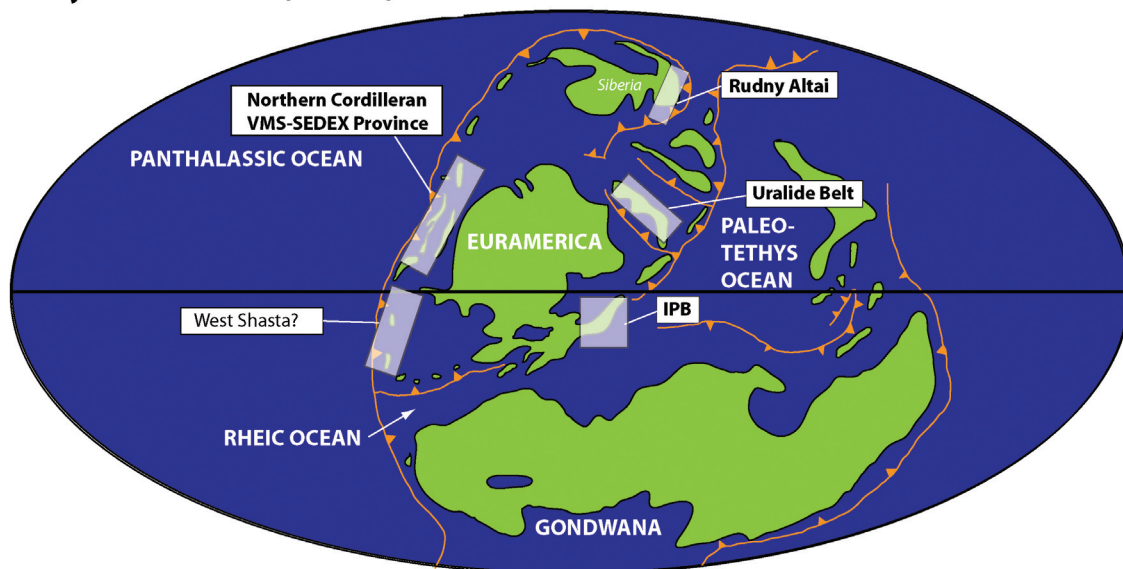 Siberia
Rudny Altai
Northern Cordilleran
VMS-SEDEX Province
PANTHALASSIC OCEAN
Uralide Belt
EURAMERICA
PALEO-
TETHYS
OCEAN
West Shasta?
IPB
RHEIC OCEAN
GONDWANA